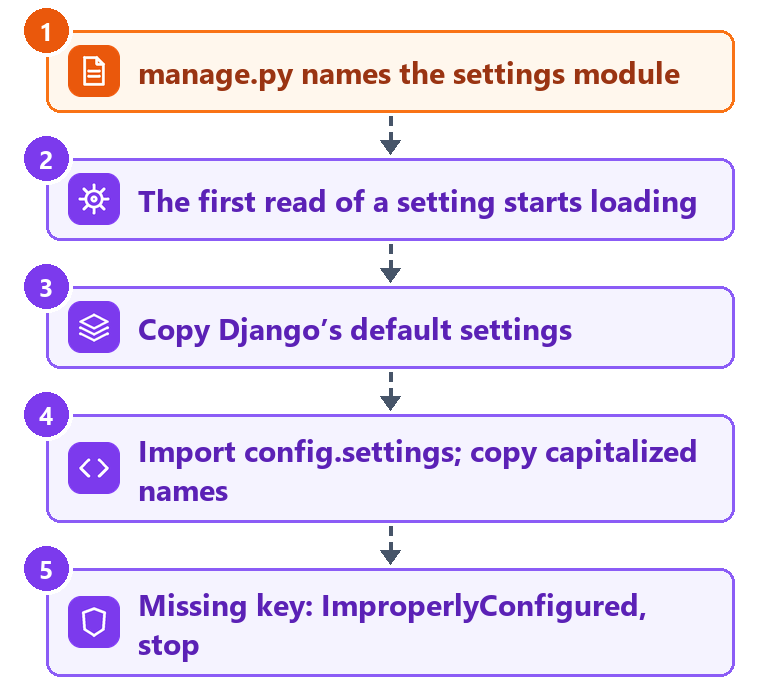 1
manage.py names the settings module
2
The first read of a setting starts loading
3
Copy Django’s default settings
4
Import config.settings; copy capitalized
names
5
Missing key: ImproperlyConfigured,
stop